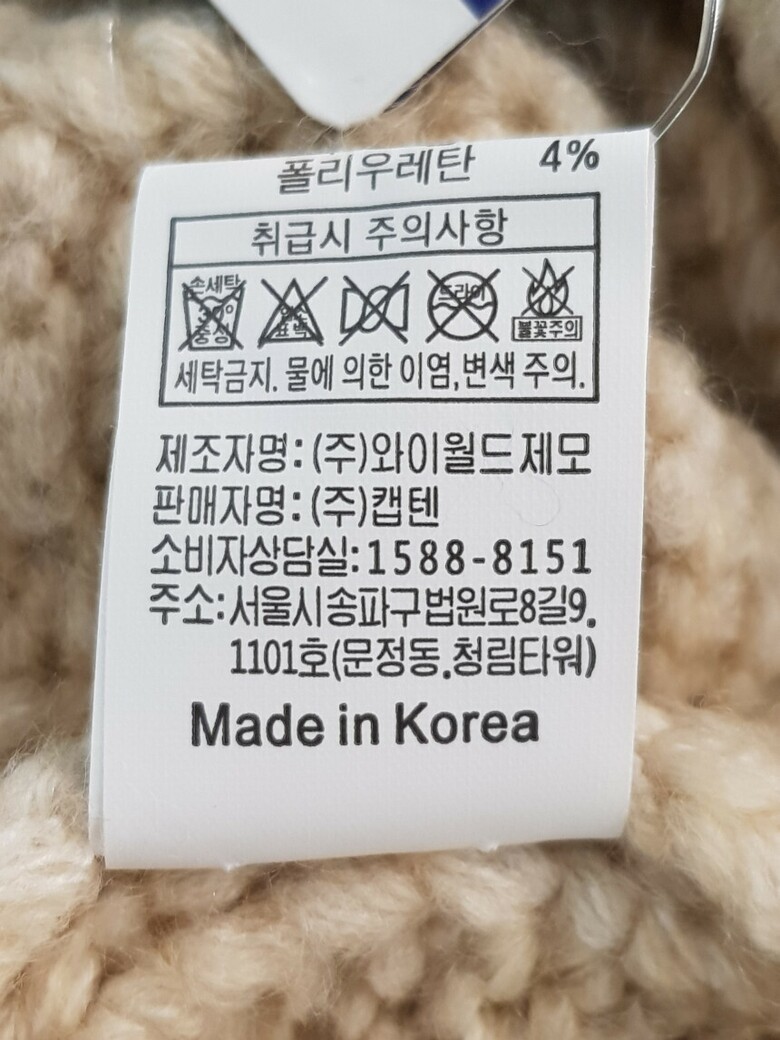 폴리우레탄 4%
취급시 주의사항
손세탁 30° 중성 염소 표백 드라이 불꽃주의
세탁금지. 물에 의한 이염,변색 주의.
제조자명:(주)와이월드제모
판매자명:(주)캡텐
소비자상담실:1588-8151
주소:서울시송파구법원로8길9.
1101호(문정동.청림타워)
Made in Korea